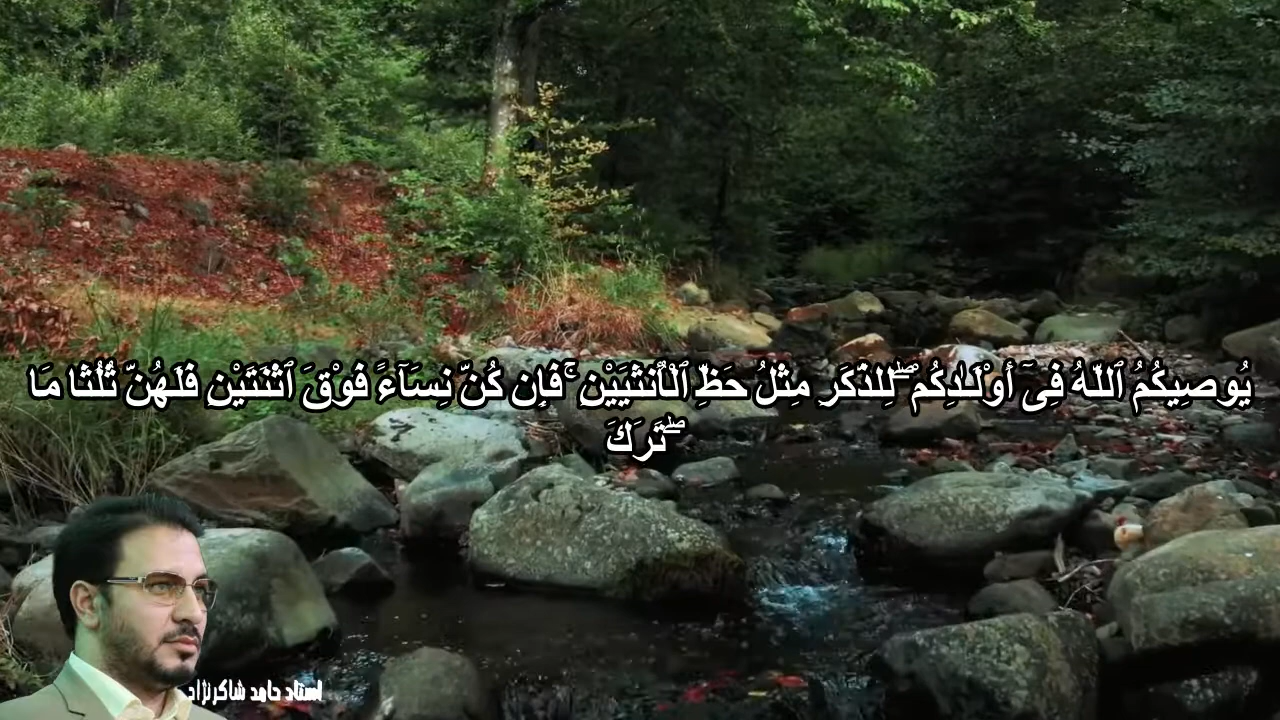 يُوصِيكُمُ ٱللَّهُ فِىٓ أَوْلَـٰدِكُمْ ۖ لِلذَّكَرِ مِثْلُ حَظِّ ٱلْأُنثَيَيْنِ ۚ فَإِن كُنَّ نِسَآءً فَوْقَ ٱثْنَتَيْنِ فَلَهُنَّ ثُلُثَا مَا
تَرَكَ ۖ
استاد حامد شاکرنژاد